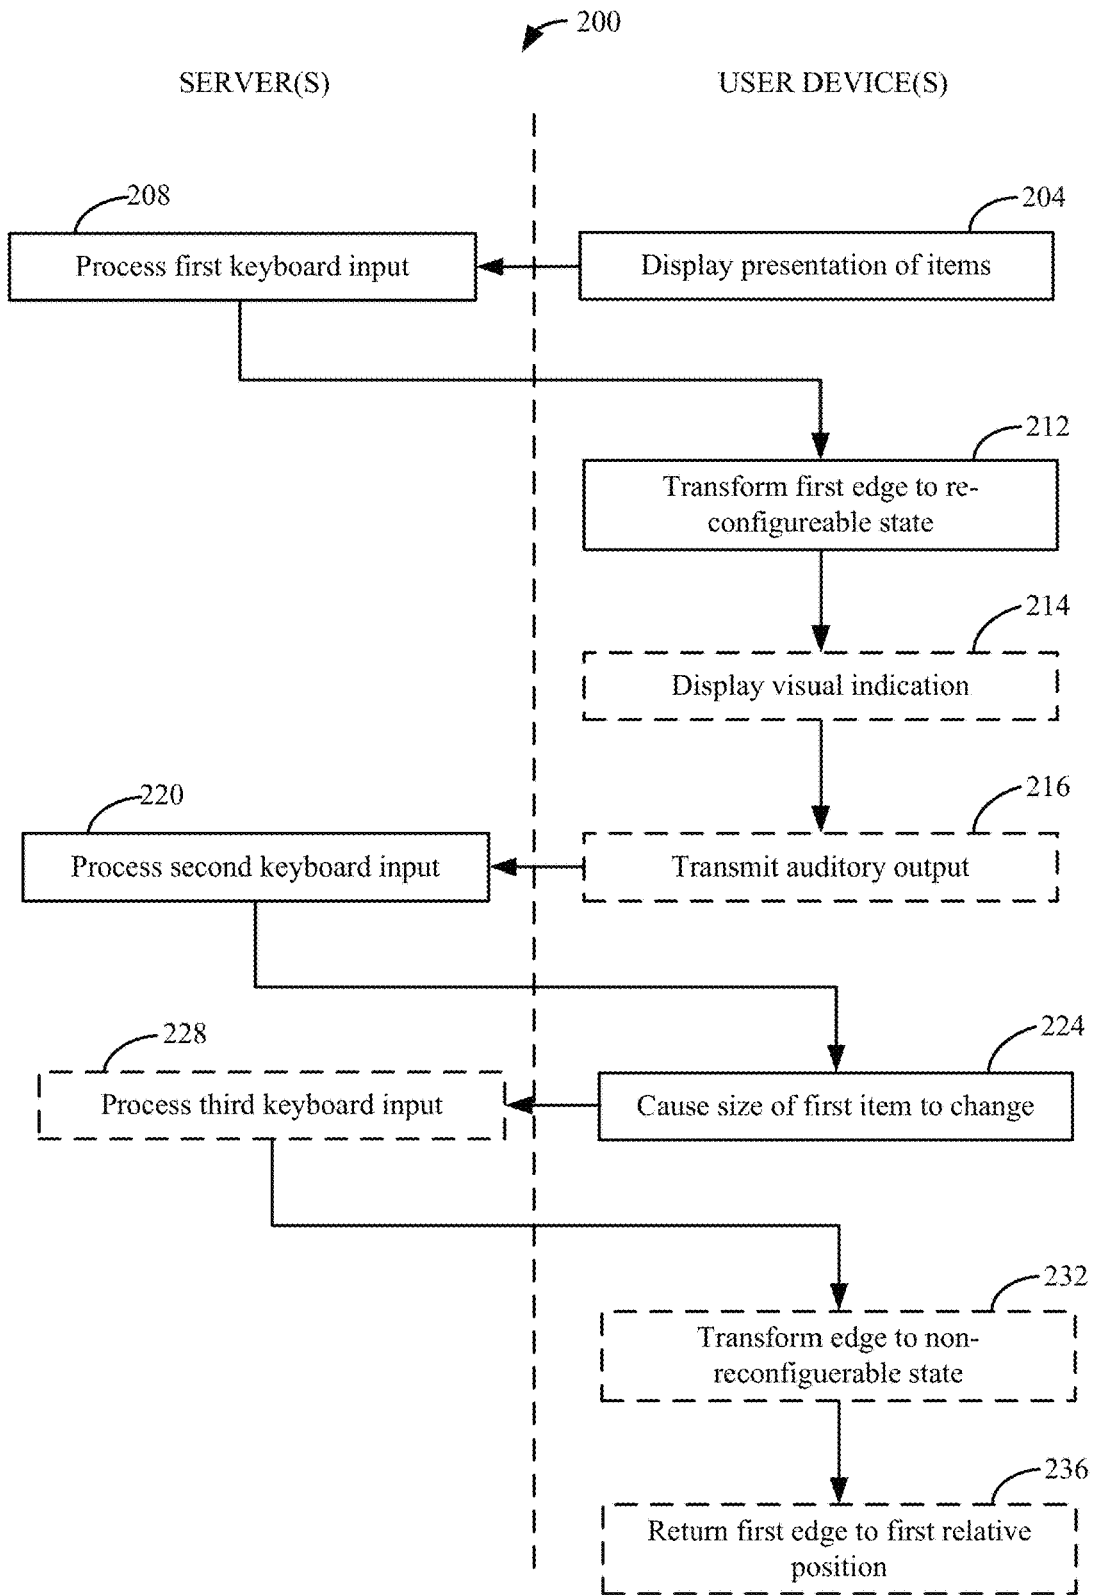 200
SERVER(S)
USER DEVICE(S)
208
204
Process first keyboard input
Display presentation of items
212
Transform first edge to re-
configureable state
214
Display visual indication
220
216
Process second keyboard input
Transmit auditory output
228
224
Process third keyboard input
Cause size of first item to change
232
Transform edge to non-
reconfiguerable state
236
Return first edge to first relative
position